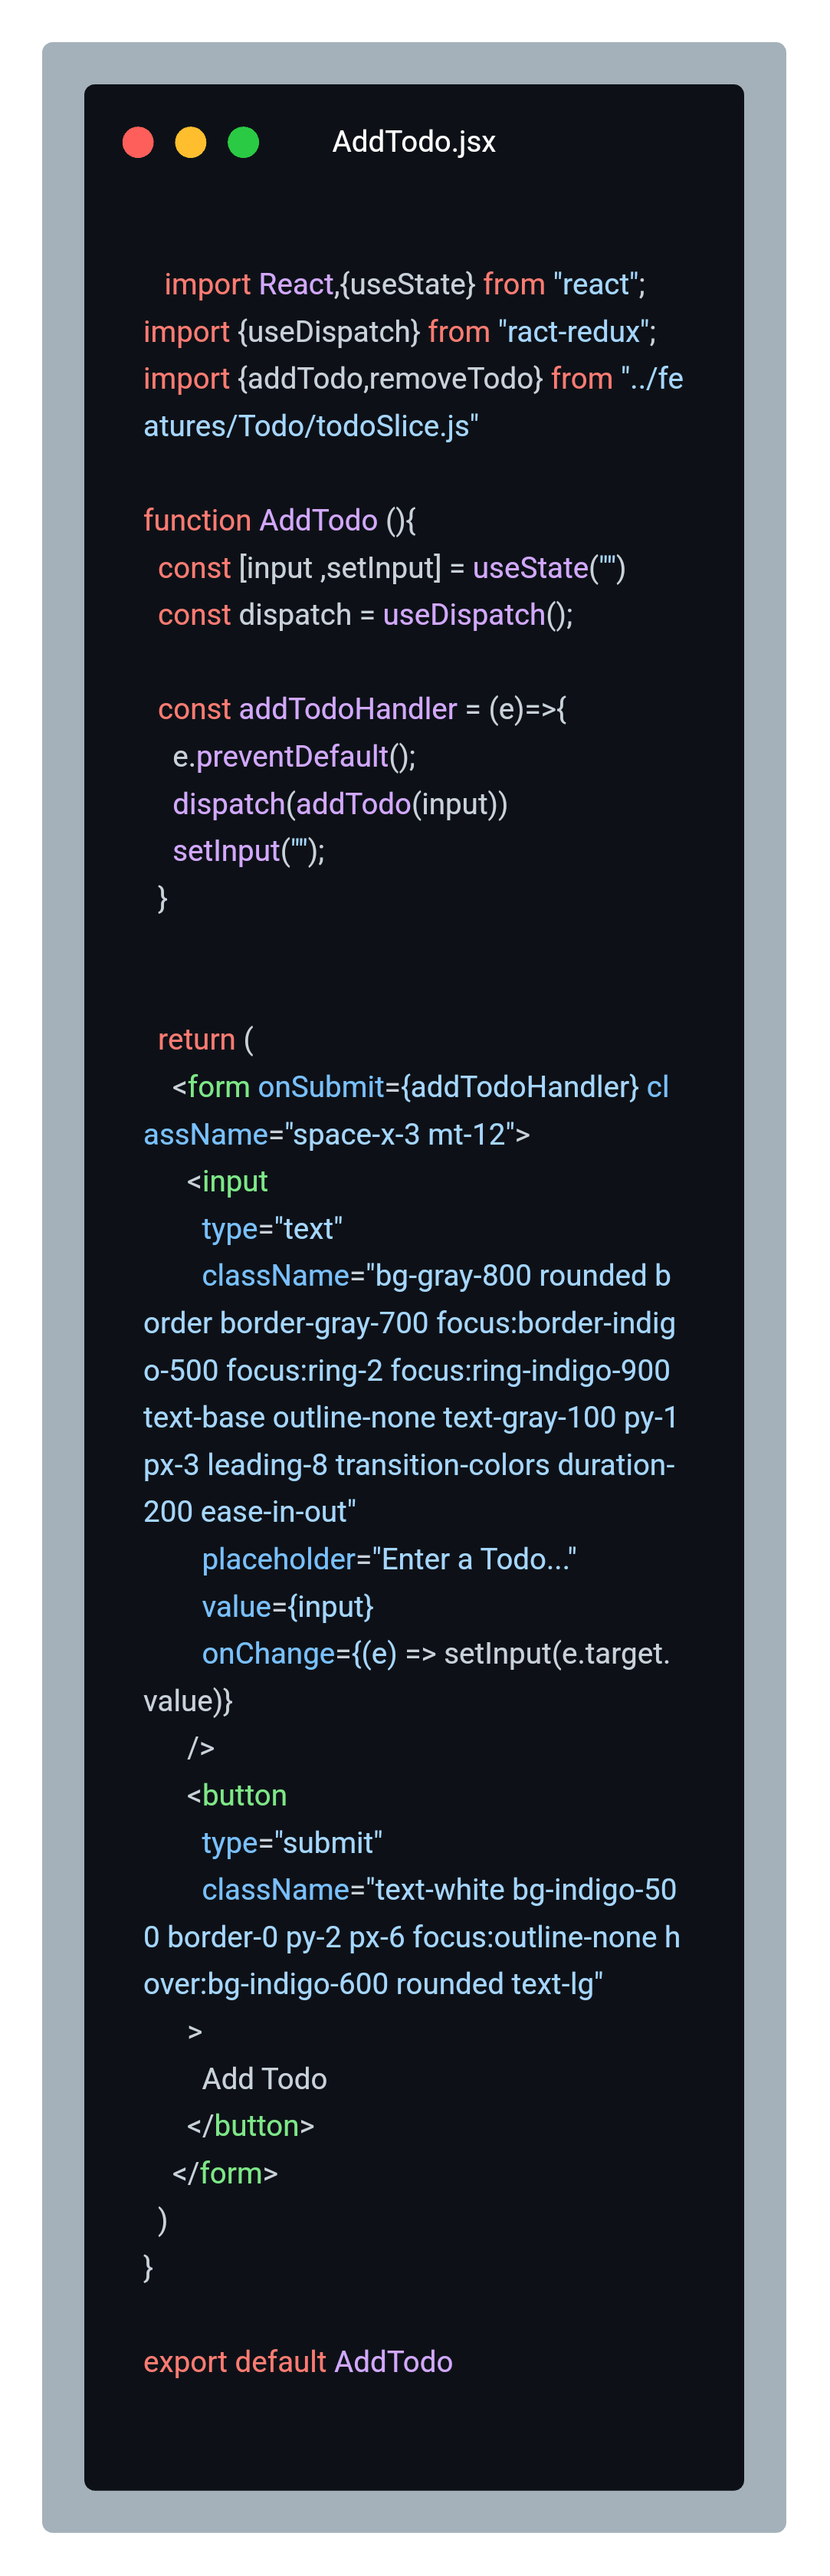 AddTodo.jsx
import React,{useState} from "react";
import {useDispatch} from "ract-redux";
import {addTodo,removeTodo} from "../fe
atures/Todo/todoSlice.js"
function AddTodo (){
const [input ,setInput] = useState("")
const dispatch = useDispatch();
const addTodoHandler = (e)=>{
e.preventDefault();
dispatch(addTodo(input))
setInput("");
}
return (
<form onSubmit={addTodoHandler} cl
assName="space-x-3 mt-12">
<input
type="text"
className="bg-gray-800 rounded b
order border-gray-700 focus:border-indig
o-500 focus:ring-2 focus:ring-indigo-900
text-base outline-none text-gray-100 py-1
px-3 leading-8 transition-colors duration-
200 ease-in-out"
placeholder="Enter a Todo..."
value={input}
onChange={(e) => setInput(e.target.
value)}
/>
<button
type="submit"
className="text-white bg-indigo-50
0 border-0 py-2 px-6 focus:outline-none h
over:bg-indigo-600 rounded text-lg"
>
Add Todo
</button>
</form>
)
}
export default AddTodo